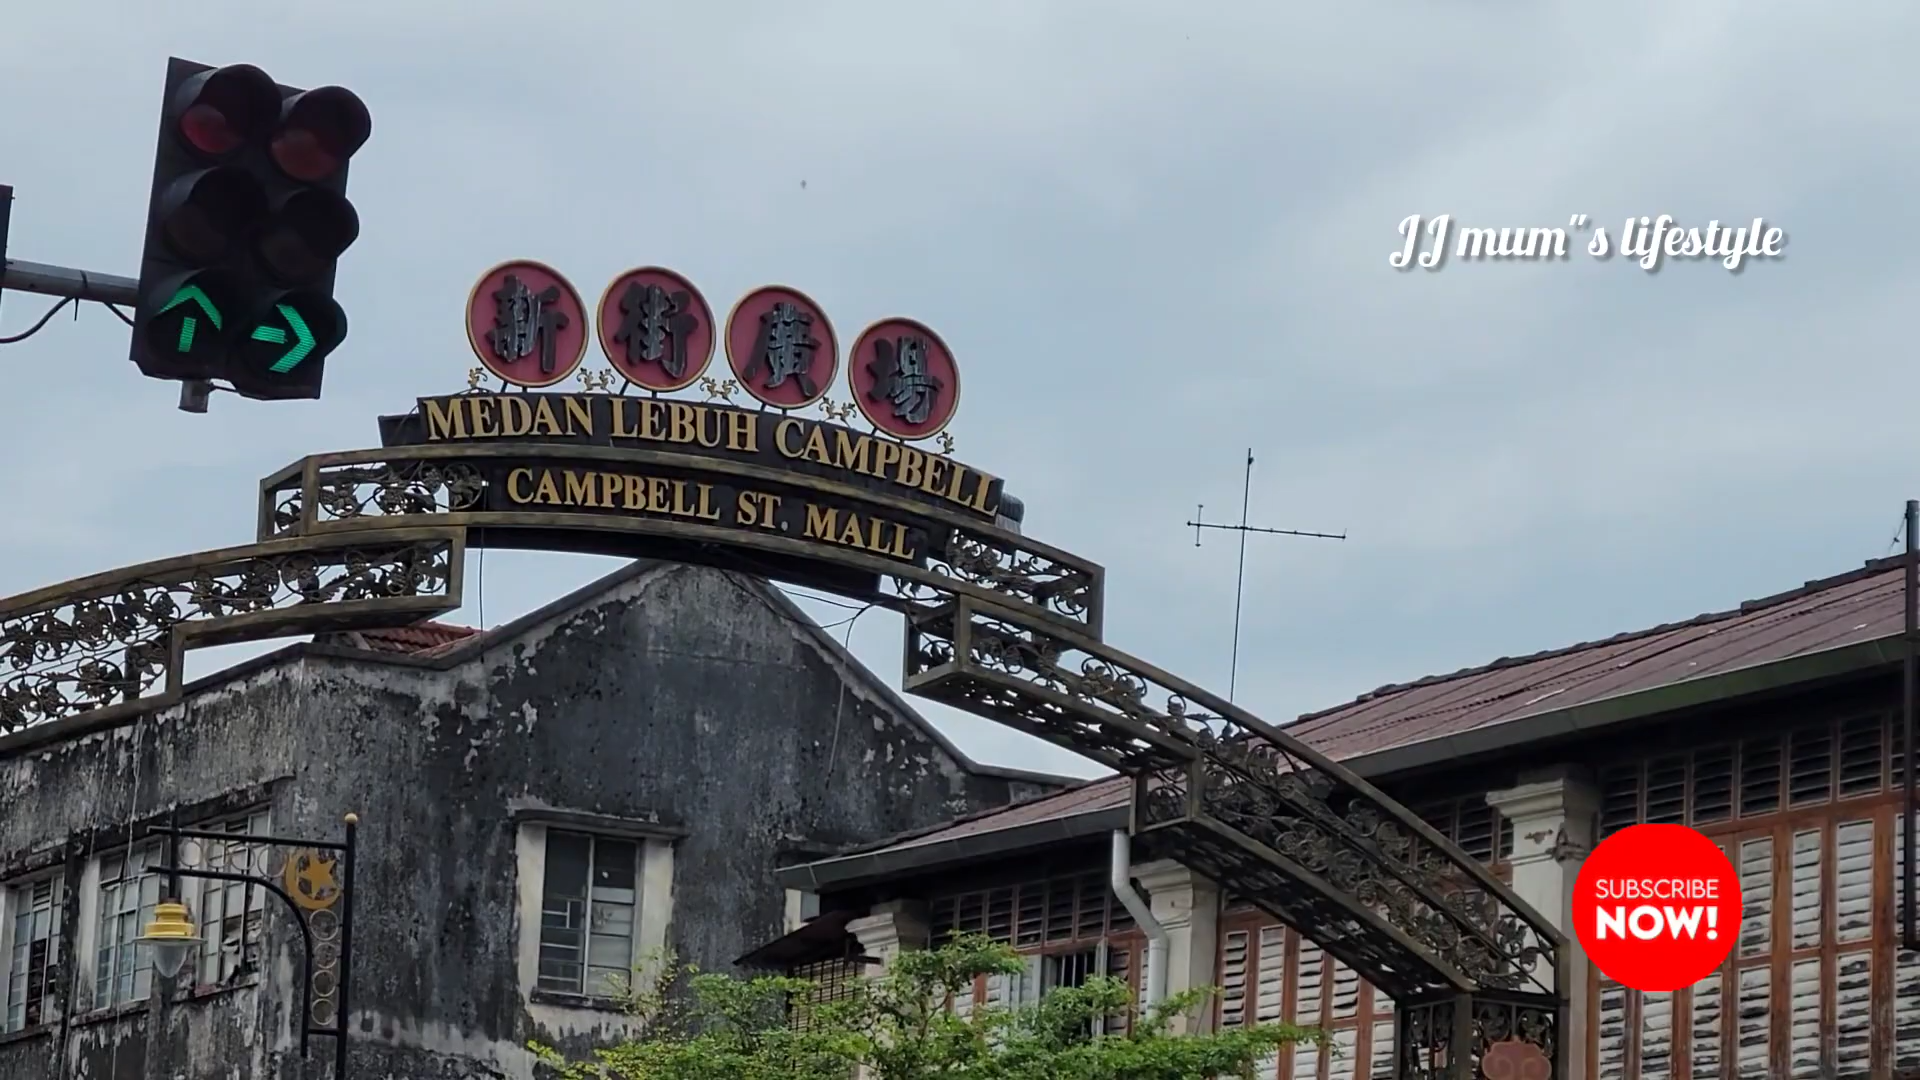 JJ mum"s lifestyle
新街廣場
MEDAN LEBUH CAMPBELL
CAMPBELL ST. MALL
SUBSCRIBE
NOW!